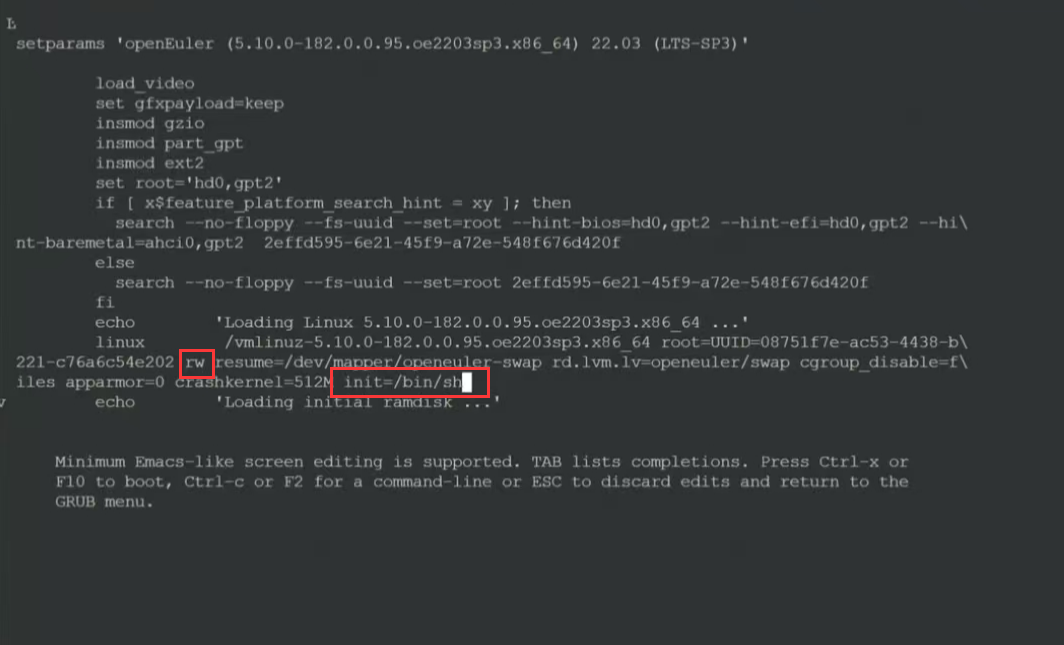 setparams 'openEuler (5.10.0-182.0.0.95.oe2203sp3.x86_64) 22.03 (LTS-SP3)'
load_video
set gfxpayload=keep
insmod gzio
insmod part_gpt
insmod ext2
set root='hd0,gpt2'
if [ x$feature_platform_search_hint = xy ]; then
search --no-floppy --fs-uuid --set=root --hint-bios=hd0,gpt2 --hint-efi=hd0,gpt2 --hi\
nt-baremetal=ahci0,gpt2  2effd595-6e21-45f9-a72e-548f676d420f
else
search --no-floppy --fs-uuid --set=root 2effd595-6e21-45f9-a72e-548f676d420f
fi
echo 'Loading Linux 5.10.0-182.0.0.95.oe2203sp3.x86_64 ...'
linux /vmlinuz-5.10.0-182.0.0.95.oe2203sp3.x86_64 root=UUID=08751f7e-ac53-4438-b\
221-c76a6c54e202 rw resume=/dev/mapper/openeuler-swap rd.lvm.lv=openeuler/swap cgroup_disable=f\
iles apparmor=0 crashkernel=512M init=/bin/sh
echo 'Loading initial ramdisk ...'
Minimum Emacs-like screen editing is supported. TAB lists completions. Press Ctrl-x or
F10 to boot, Ctrl-c or F2 for a command-line or ESC to discard edits and return to the
GRUB menu.